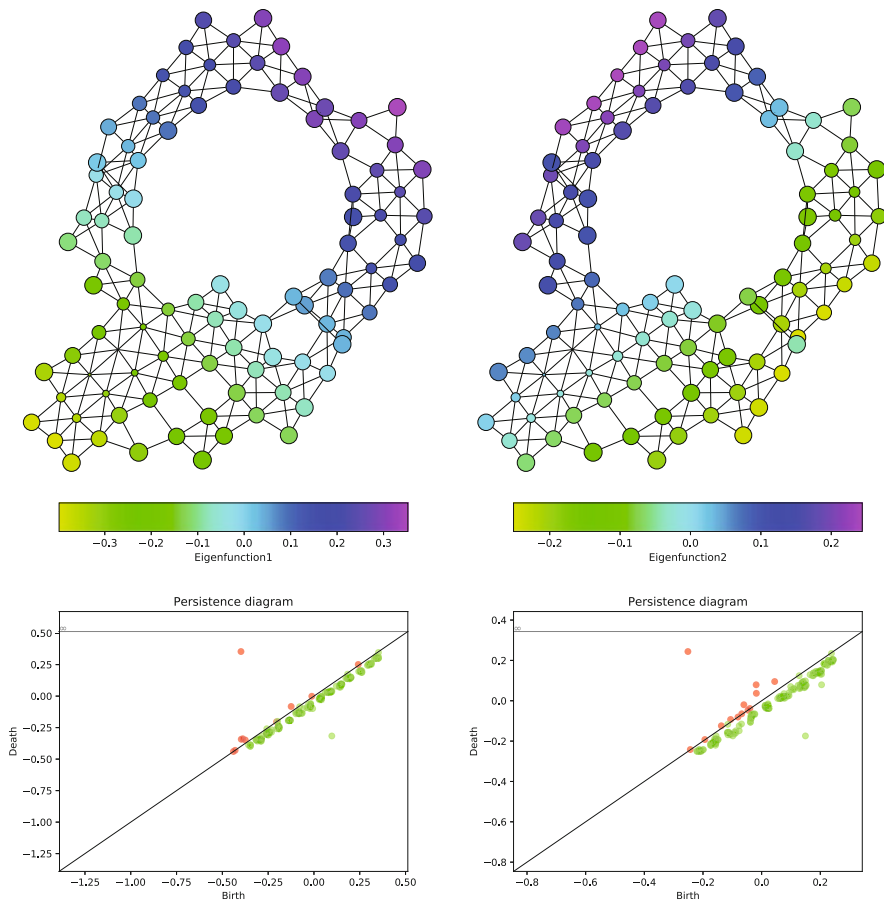 −0.3 −0.2 −0.1 0.0 0.1 0.2 0.3
Eigenfunction1
−0.2 −0.1 0.0 0.1 0.2
Eigenfunction2
Persistence diagram
∞
0.50
0.25
0.00
−0.25
−0.50
−0.75
−1.00
−1.25
Death
−1.25 −1.00 −0.75 −0.50 −0.25 0.00 0.25 0.50
Birth
Persistence diagram
∞
0.4
0.2
0.0
−0.2
−0.4
−0.6
−0.8
Death
−0.8 −0.6 −0.4 −0.2 0.0 0.2
Birth